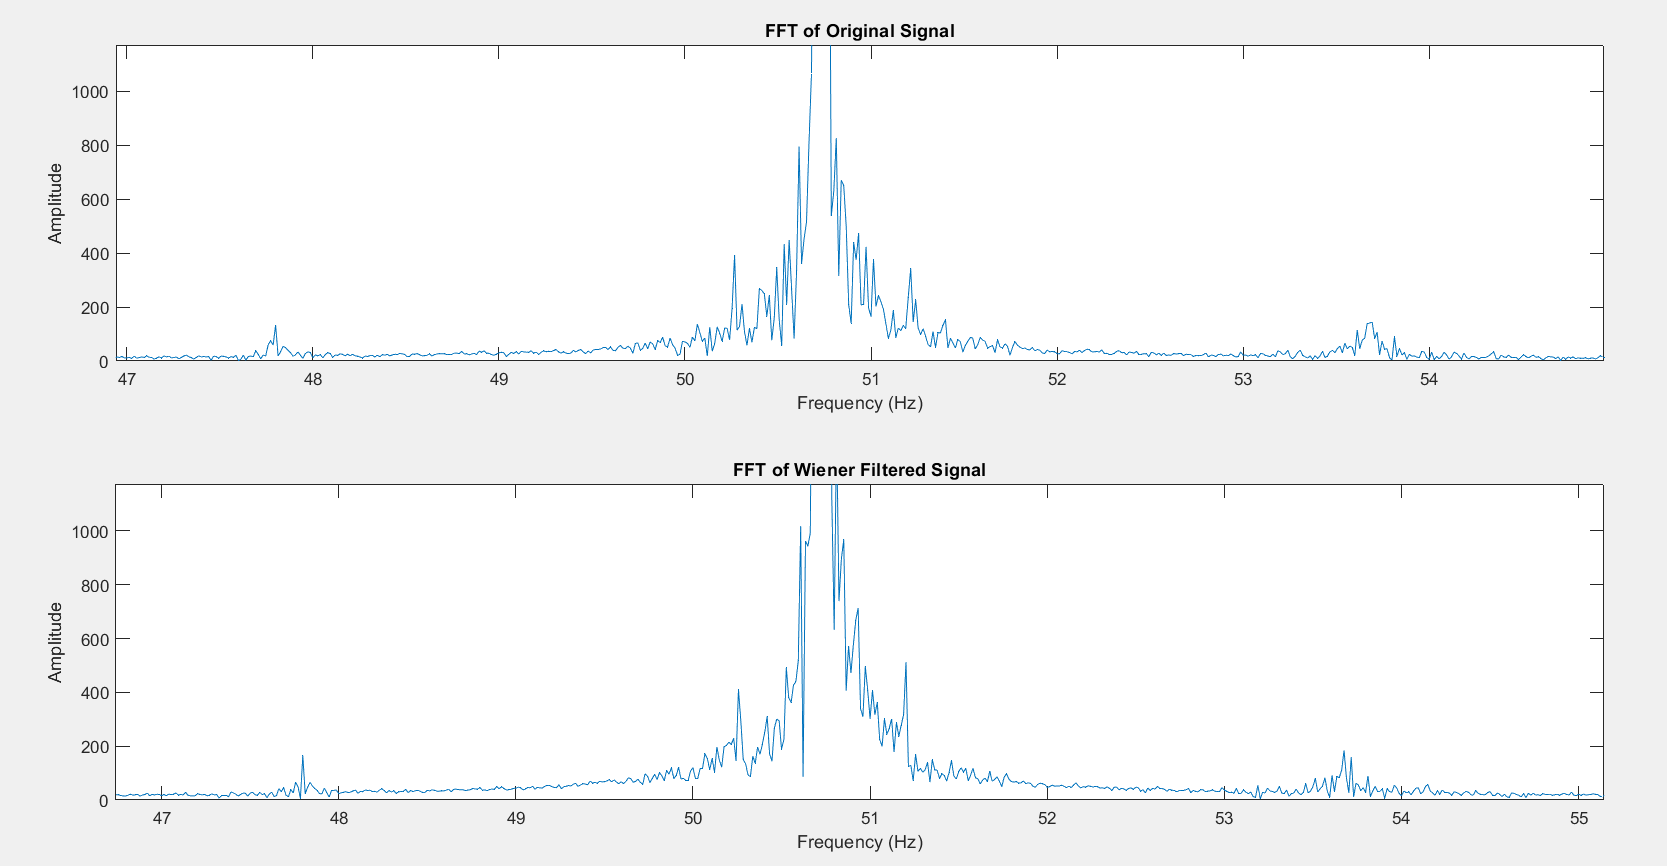 FFT of Original Signal
1000
800
600
400
200
0
Amplitude
47 48 49 50 51 52 53 54
Frequency (Hz)
FFT of Wiener Filtered Signal
1000
800
600
400
200
0
Amplitude
47 48 49 50 51 52 53 54 55
Frequency (Hz)